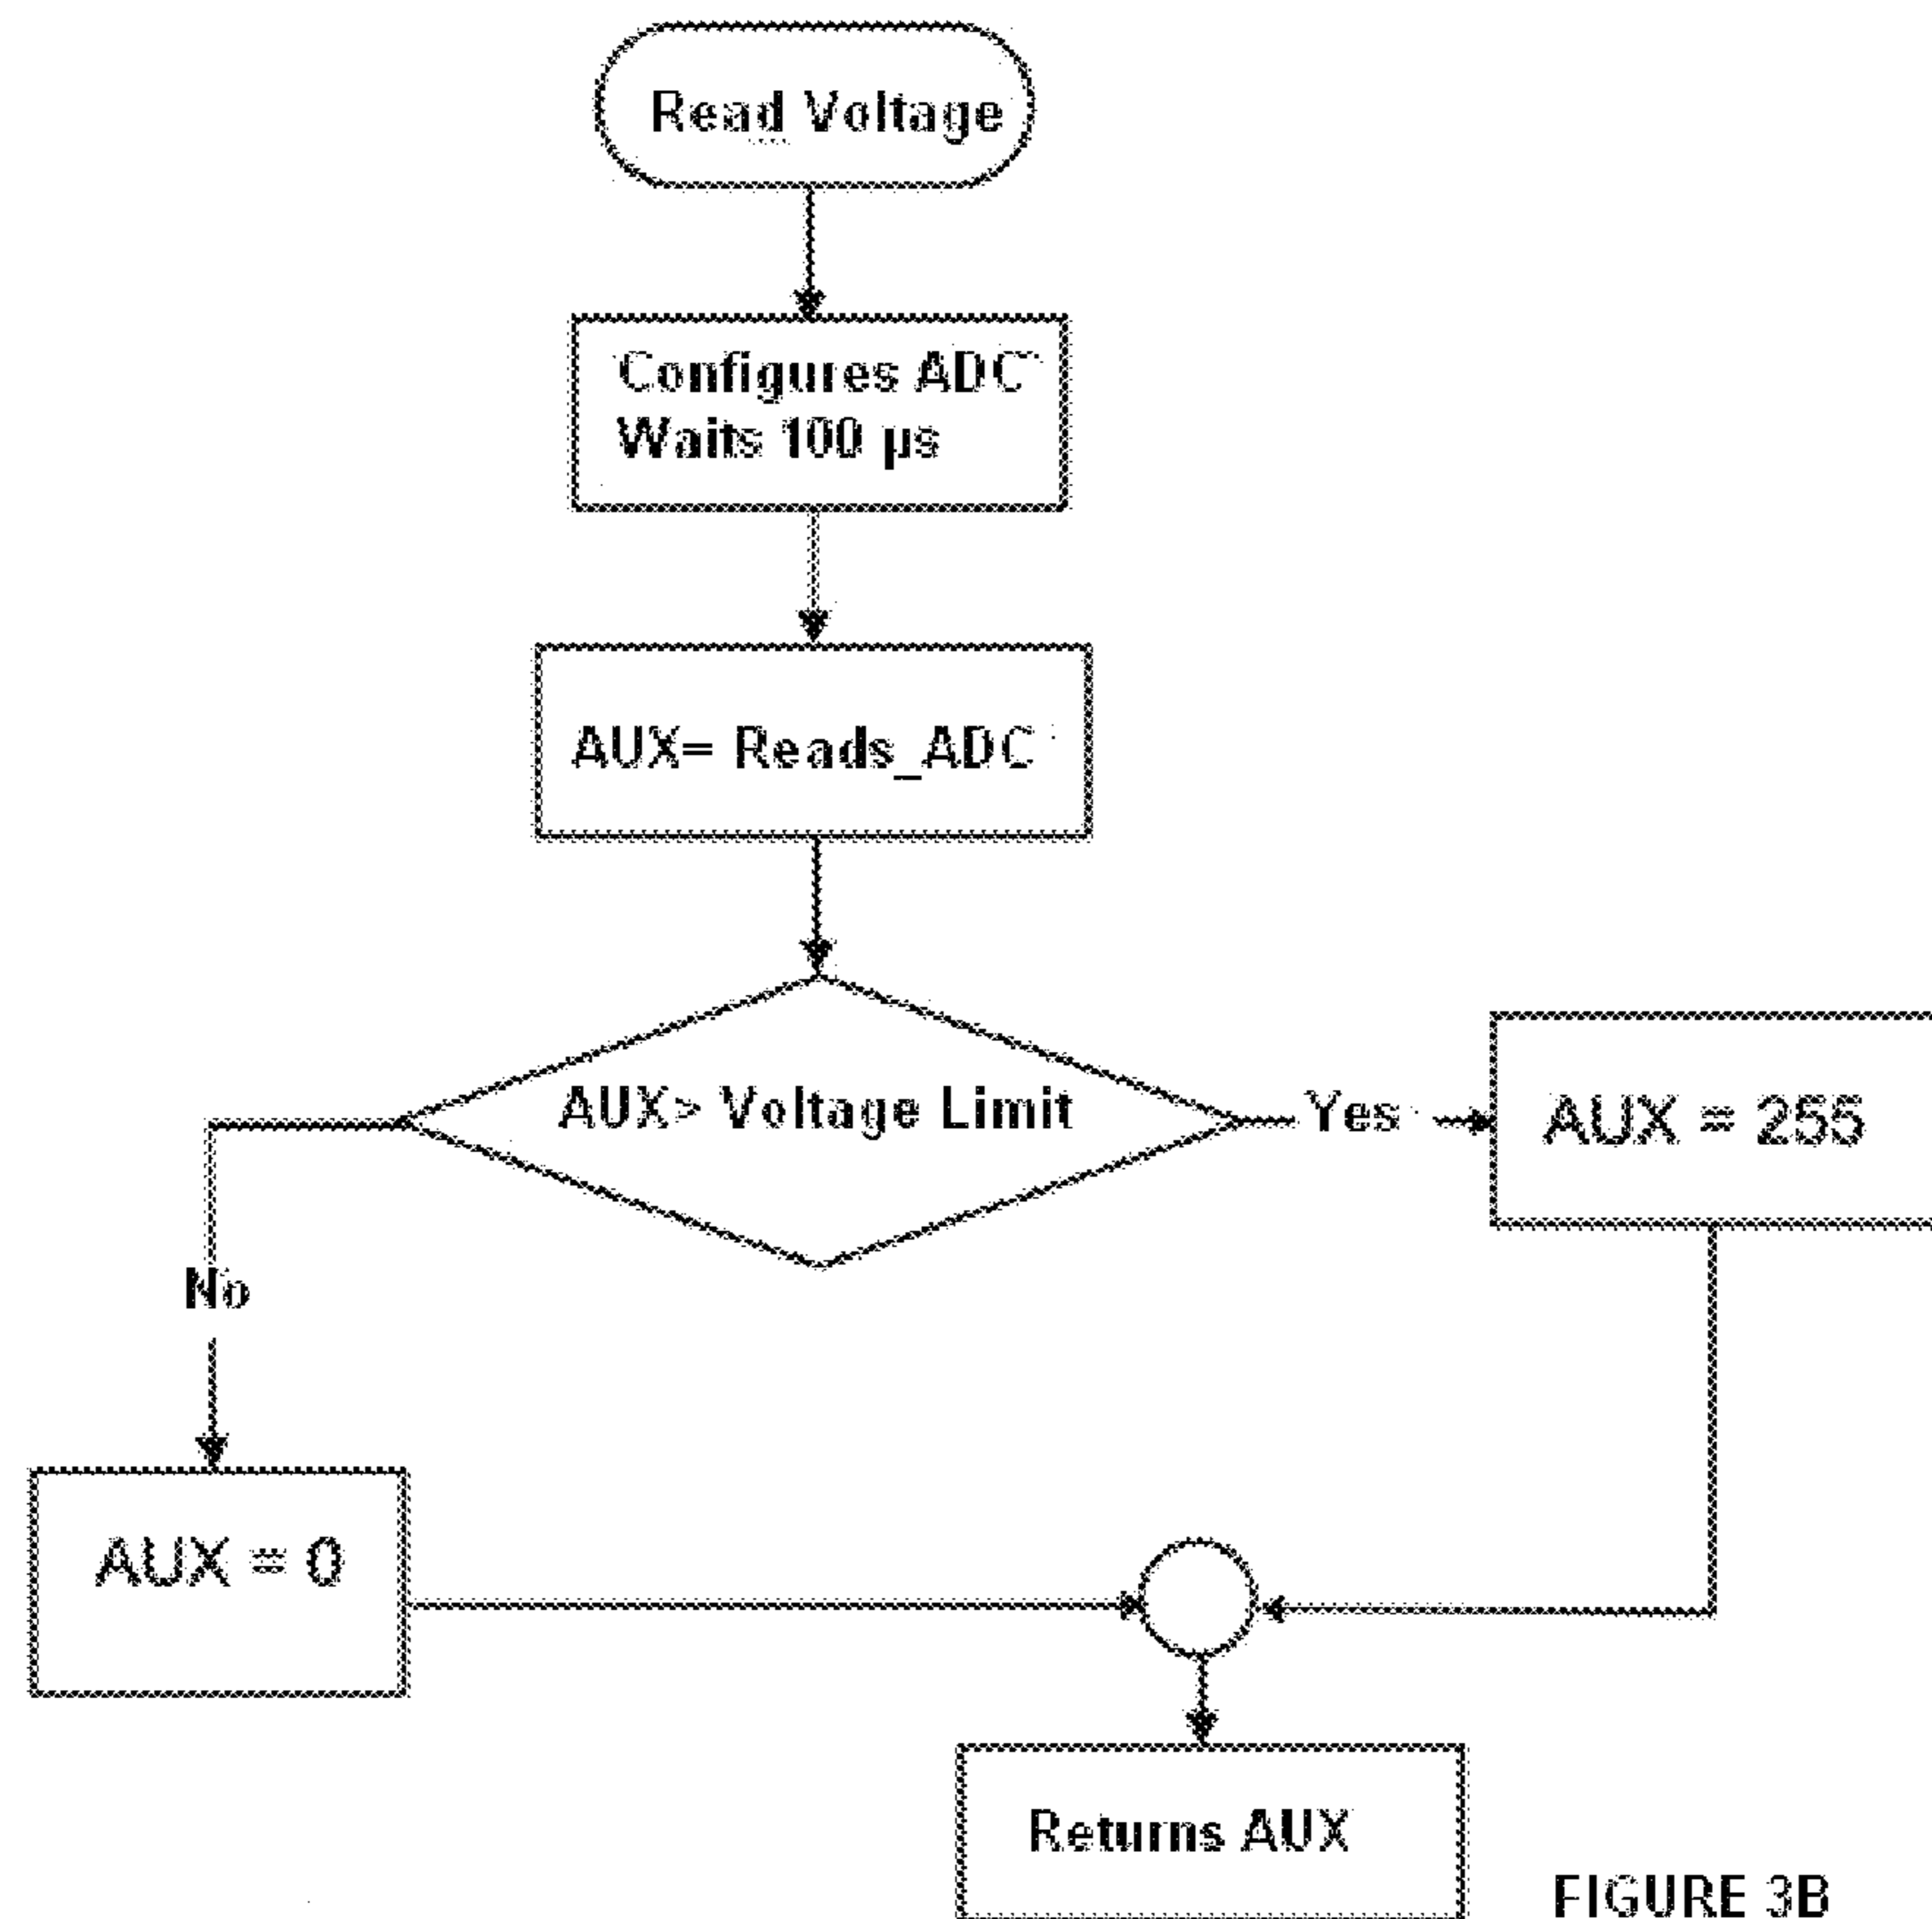 Read Voltage
Configures ADC
Waits 100 µs
AUX= Reads_ADC
AUX> Voltage Limit
Yes
AUX = 255
No
AUX = 0
Returns AUX
FIGURE 3B